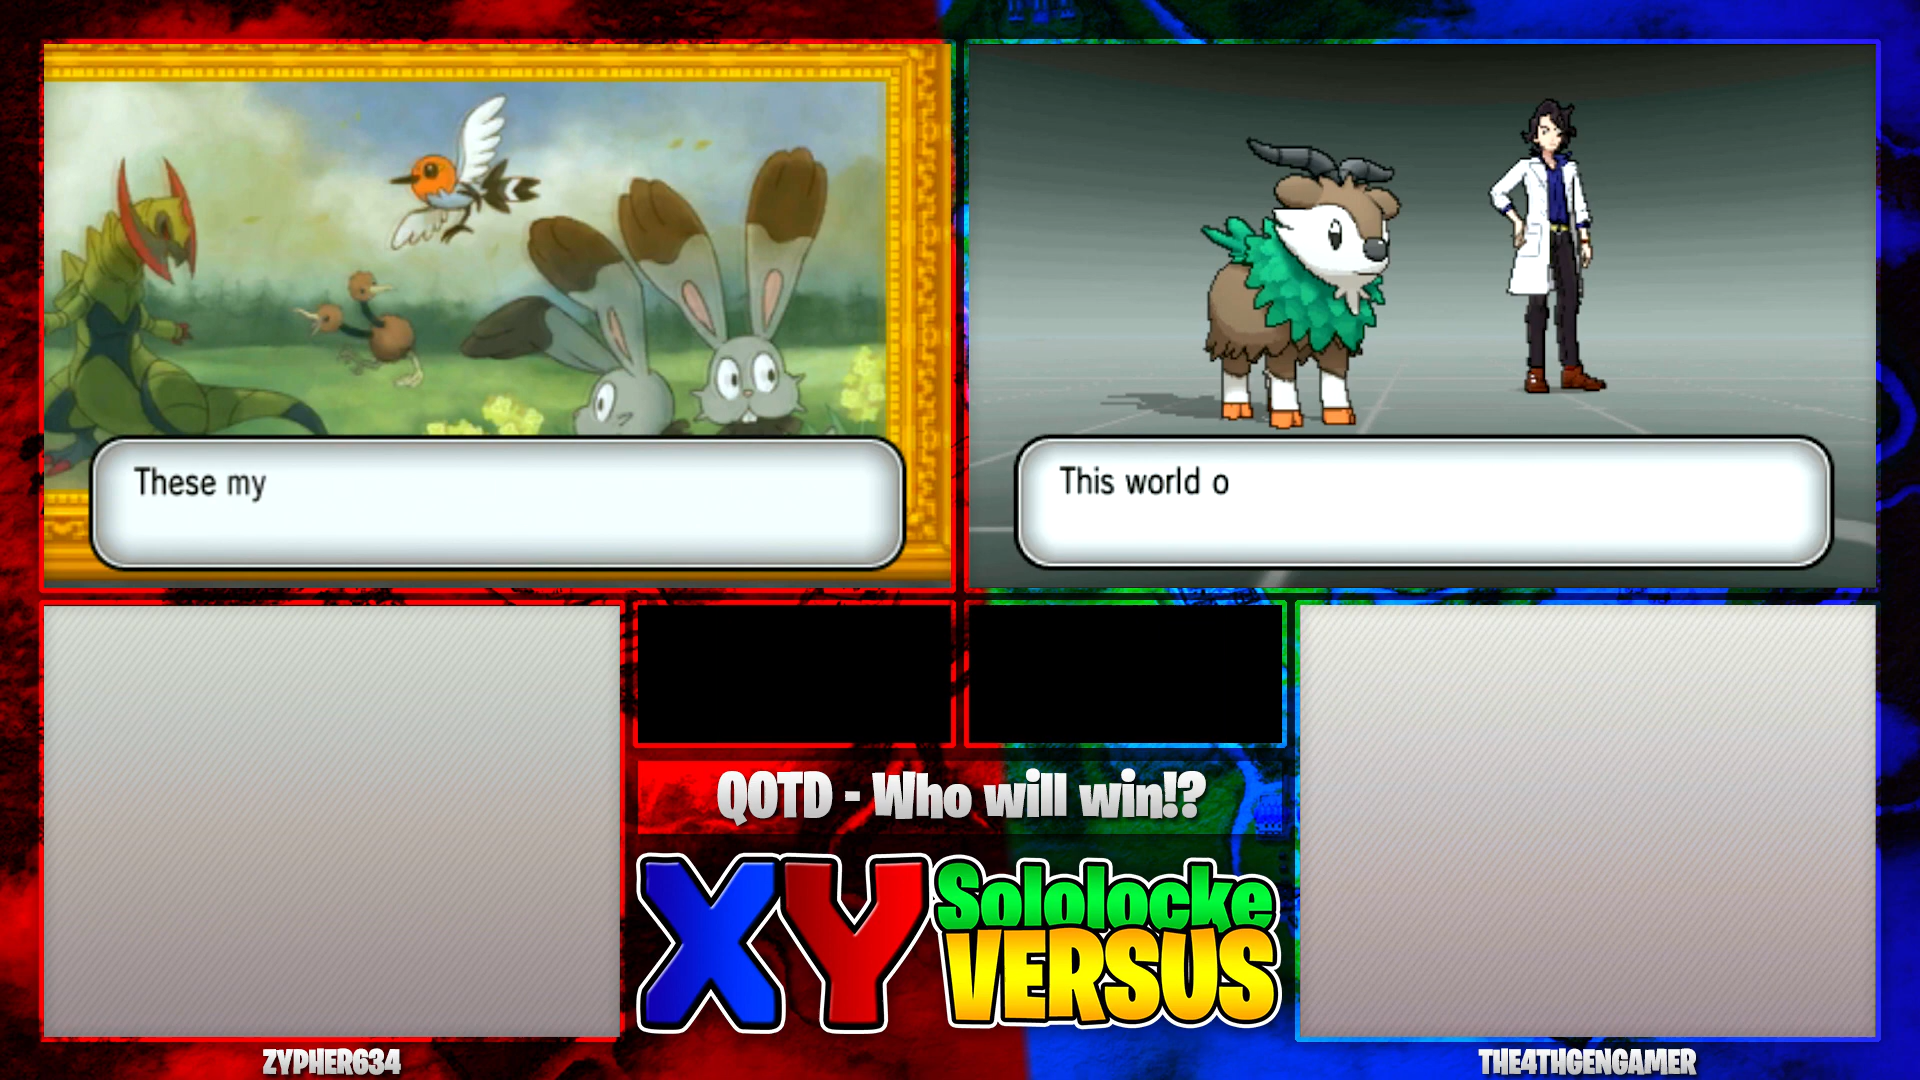 These my
This world o
QOTD - Who will win!?
XY Sololocke
VERSUS
ZYPHER634
THE4THGENGAMER